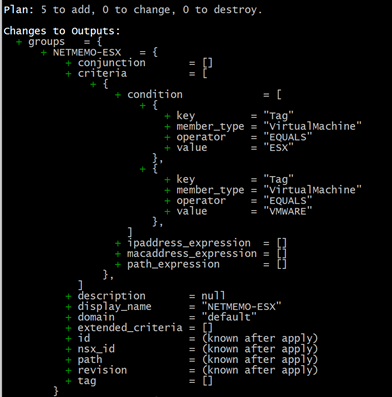 Plan: 5 to add, 0 to change, 0 to destroy.
Changes to Outputs:
+ groups = {
+ NETMEMO-ESX = {
+ conjunction = []
+ criteria = [
+ {
+ condition = [
+ {
+ key = "Tag"
+ member_type = "VirtualMachine"
+ operator = "EQUALS"
+ value = "ESX"
},
+ {
+ key = "Tag"
+ member_type = "VirtualMachine"
+ operator = "EQUALS"
+ value = "VMWARE"
},
]
+ ipaddress_expression = []
+ macaddress_expression = []
+ path_expression = []
},
]
+ description = null
+ display_name = "NETMEMO-ESX"
+ domain = "default"
+ extended_criteria = []
+ id = (known after apply)
+ nsx_id = (known after apply)
+ path = (known after apply)
+ revision = (known after apply)
+ tag = []
}